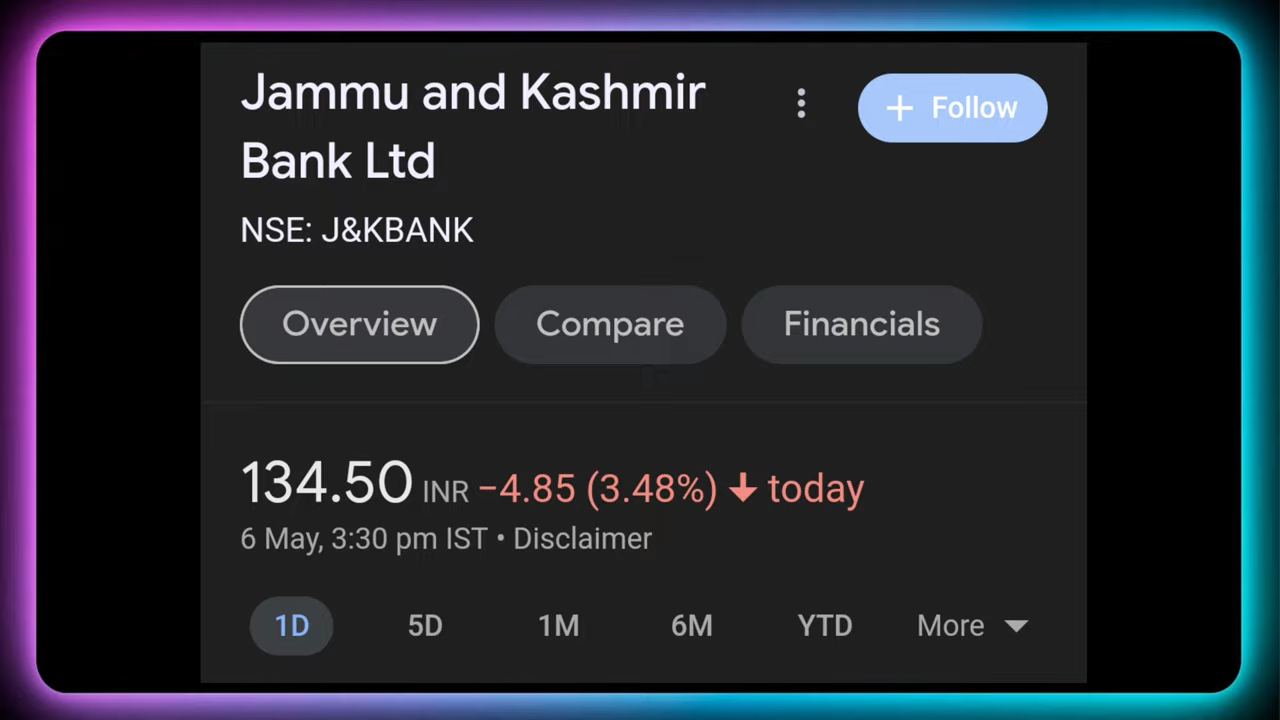 Jammu and Kashmir
Bank Ltd
+ Follow
NSE: J&KBANK
Overview
Compare
Financials
134.50 INR −4.85 (3.48%) ↓ today
6 May, 3:30 pm IST • Disclaimer
1D 5D 1M 6M YTD More